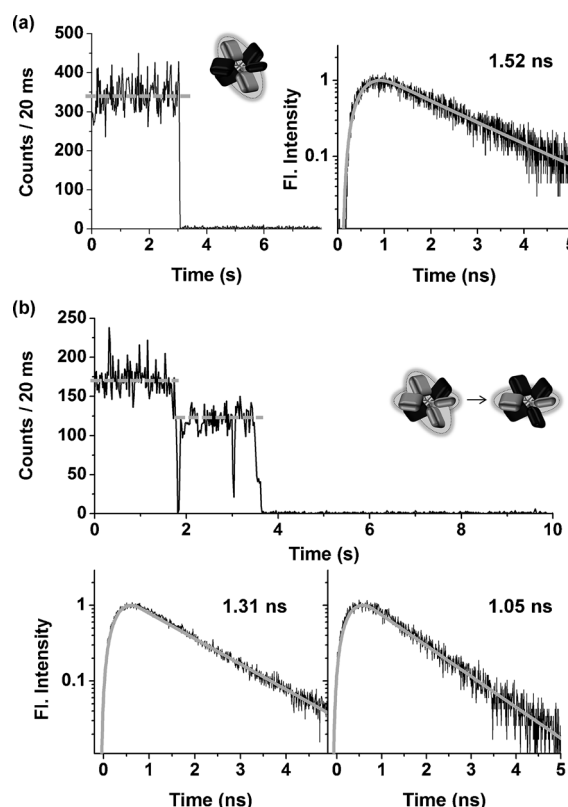 (a)
500
400
300
200
100
0
Counts / 20 ms
0 2 4 6
Time (s)
1.52 ns
1
0.1
Fl. Intensity
0 1 2 3 4 5
Time (ns)
(b)
250
200
150
100
50
0
Counts / 20 ms
0 2 4 6 8 10
Time (s)
1.31 ns
1
0.1
Fl. Intensity
0 1 2 3 4
Time (ns)
1.05 ns
0 1 2 3 4 5
Time (ns)